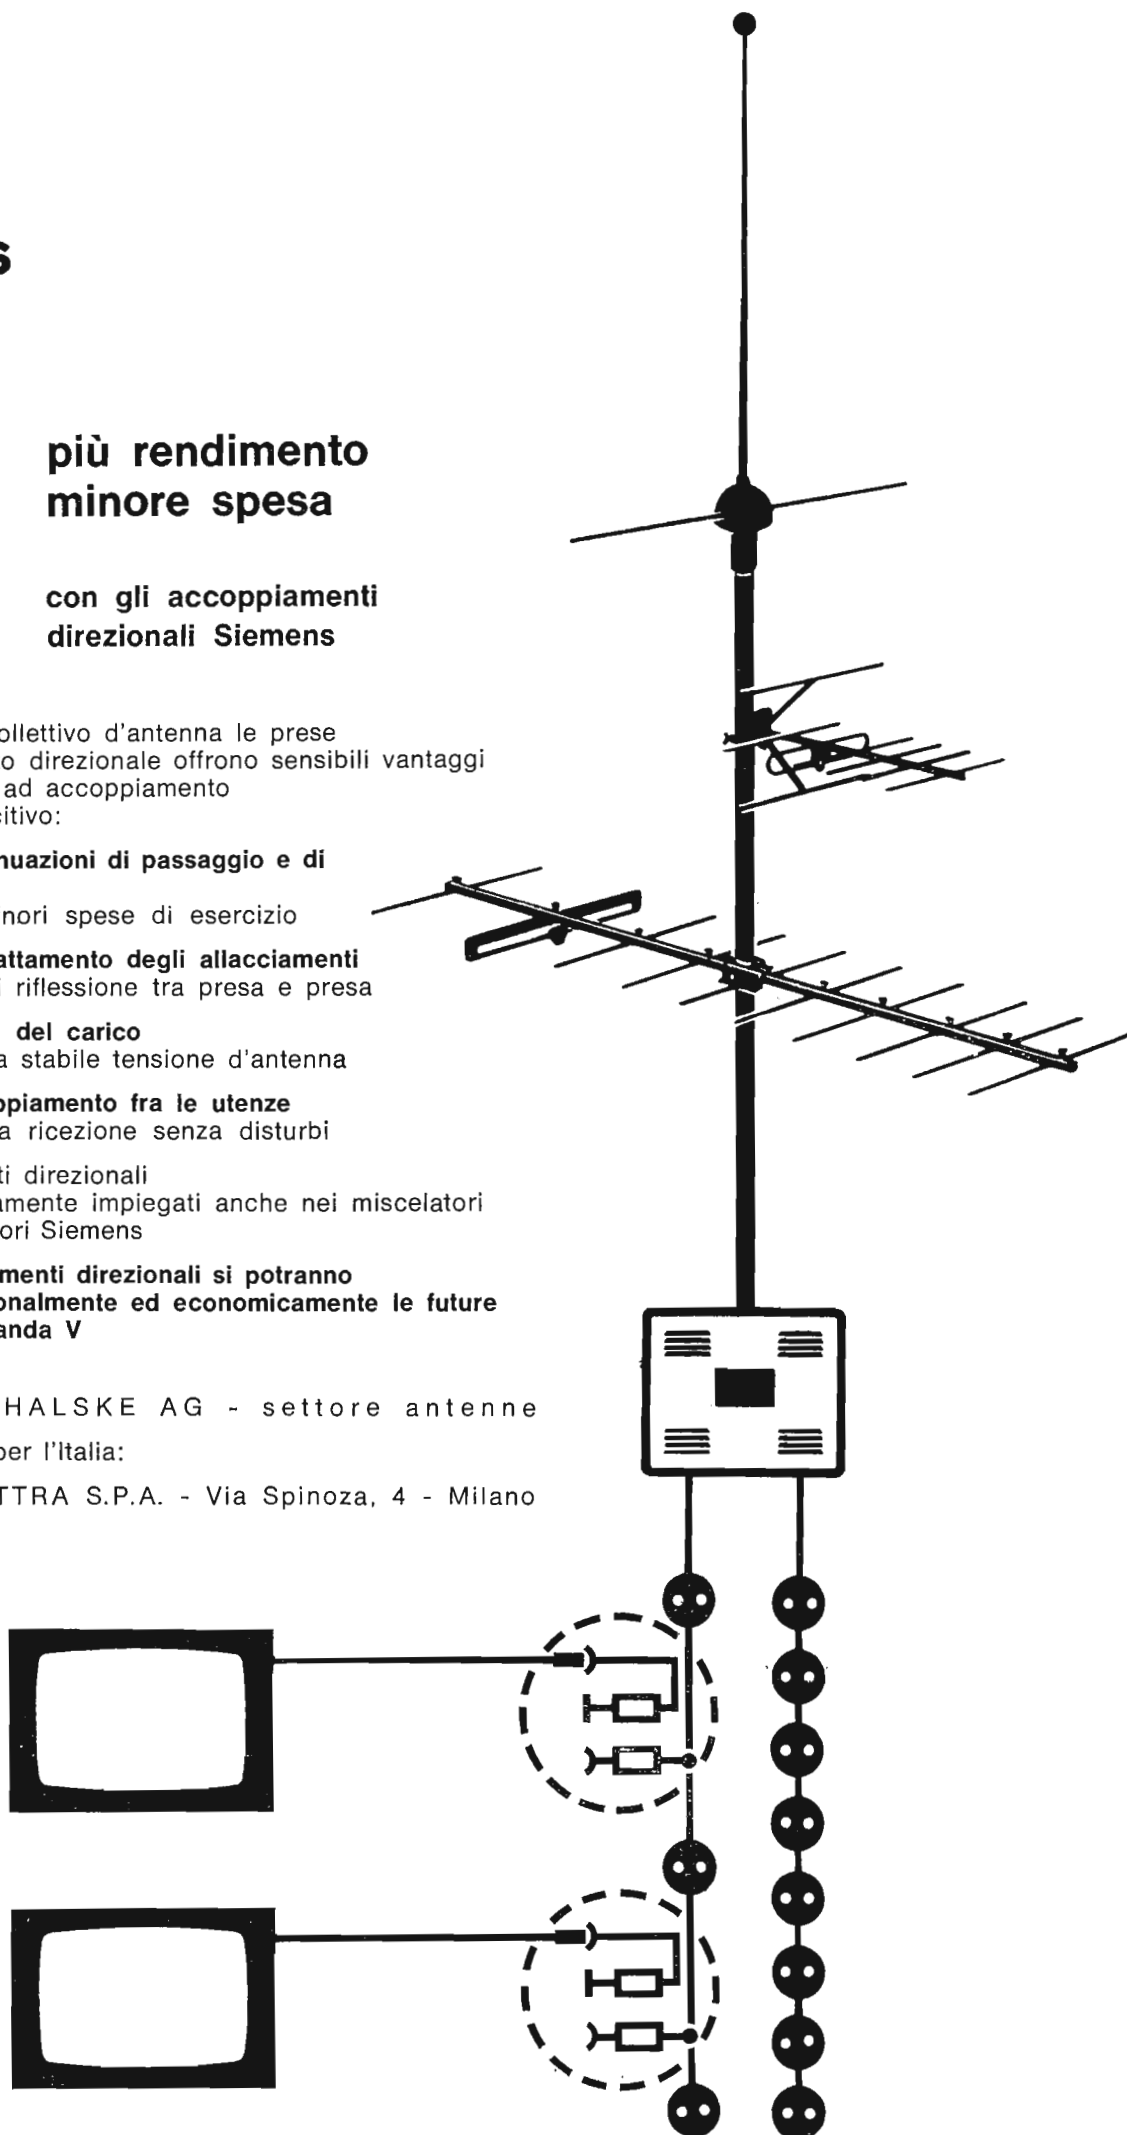 s
più rendimento
minore spesa
con gli accoppiamenti
direzionali Siemens
ollettivo d'antenna le prese
o direzionale offrono sensibili vantaggi
ad accoppiamento
citivo:
nuazioni di passaggio e di
nori spese di esercizio
attamento degli allacciamenti
i riflessione tra presa e presa
del carico
a stabile tensione d'antenna
ppiamento fra le utenze
a ricezione senza disturbi
ti direzionali
amente impiegati anche nei miscelatori
ori Siemens
menti direzionali si potranno
onalmente ed economicamente le future
anda V
HALSKE AG - settore antenne
per l'Italia:
TTRA S.P.A. - Via Spinoza, 4 - Milano